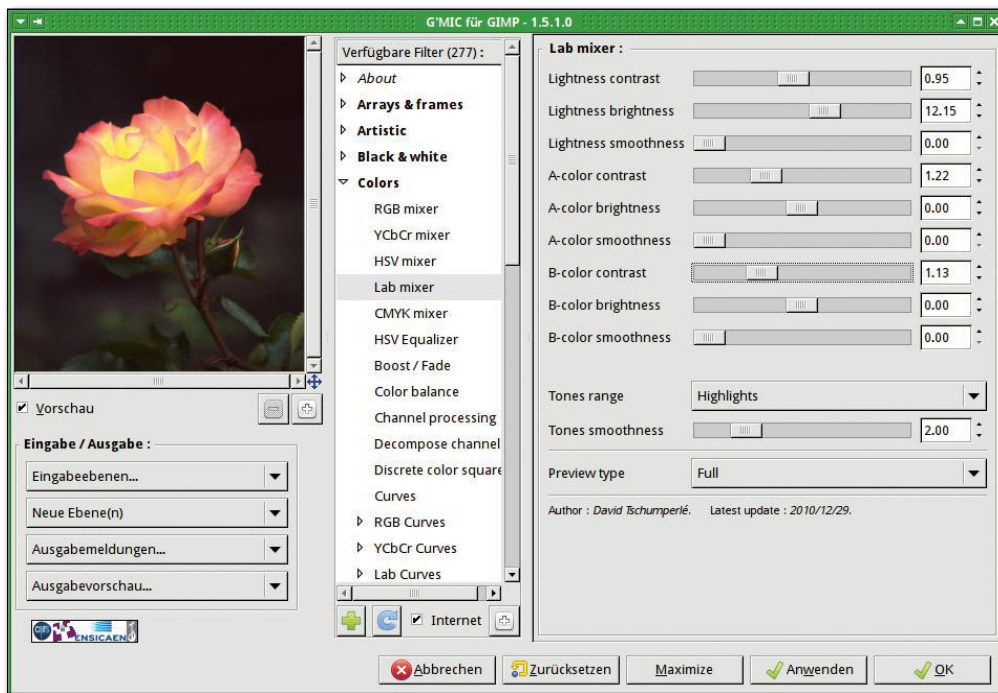 G'MIC für GIMP - 1.5.1.0
Vorschau
Eingabe / Ausgabe :
Eingabeebenen...
Neue Ebene(n)
Ausgabemeldungen...
Ausgabevorschau...
ENSICAEN
Verfügbare Filter (277) :
About
Arrays & frames
Artistic
Black & white
Colors
RGB mixer
YCbCr mixer
HSV mixer
Lab mixer
CMYK mixer
HSV Equalizer
Boost / Fade
Color balance
Channel processing
Decompose channel
Discrete color square
Curves
RGB Curves
YCbCr Curves
Lab Curves
Internet
Lab mixer :
Lightness contrast 0.95
Lightness brightness 12.15
Lightness smoothness 0.00
A-color contrast 1.22
A-color brightness 0.00
A-color smoothness 0.00
B-color contrast 1.13
B-color brightness 0.00
B-color smoothness 0.00
Tones range Highlights
Tones smoothness 2.00
Preview type Full
Author : David Tschumperlé. Latest update : 2010/12/29.
Abbrechen Zurücksetzen Maximize Anwenden OK